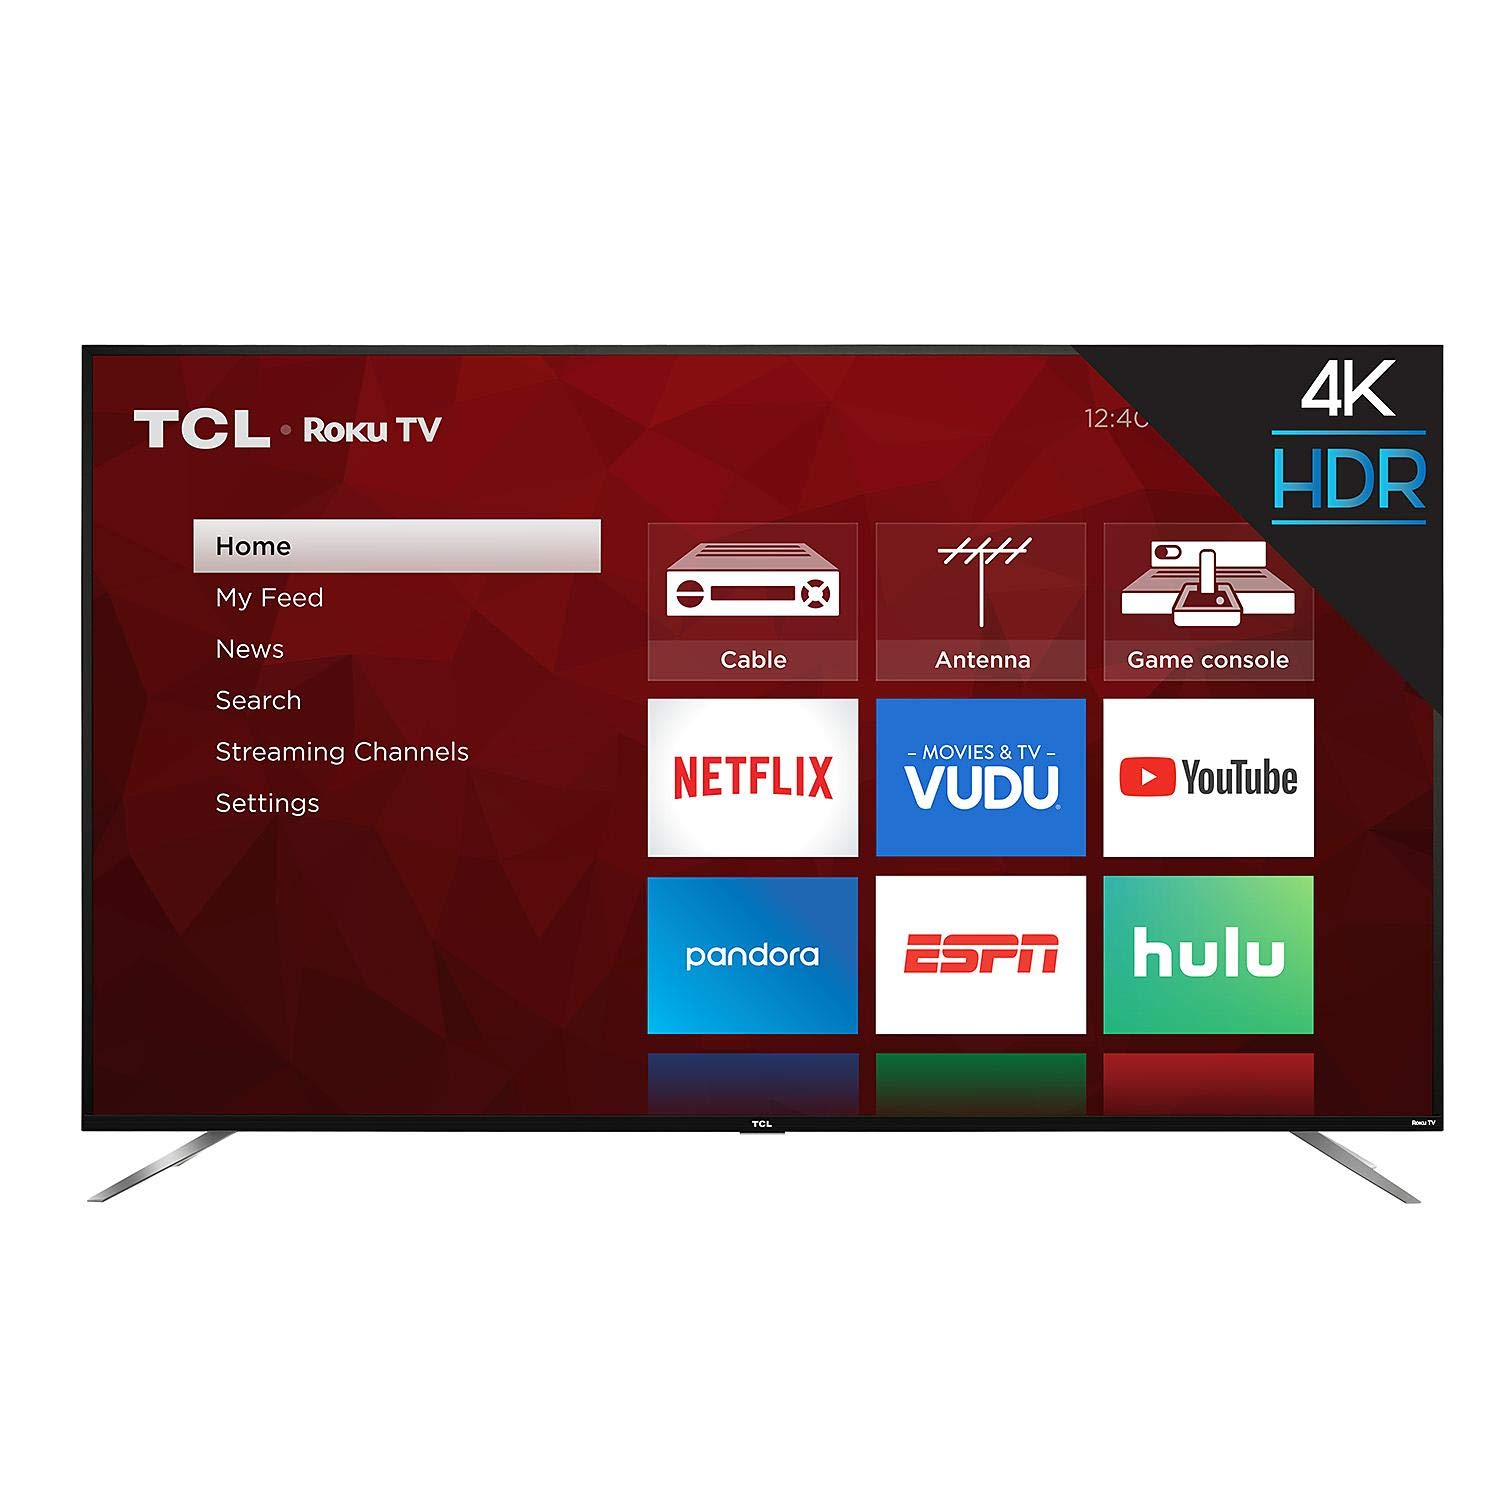 TCL • Roku TV
12:40
4K
HDR
Home
My Feed
News
Search
Streaming Channels
Settings
Cable
Antenna
Game console
NETFLIX
– MOVIES & TV –
VUDU
YouTube
pandora
ESPN
hulu
TCL
Roku TV